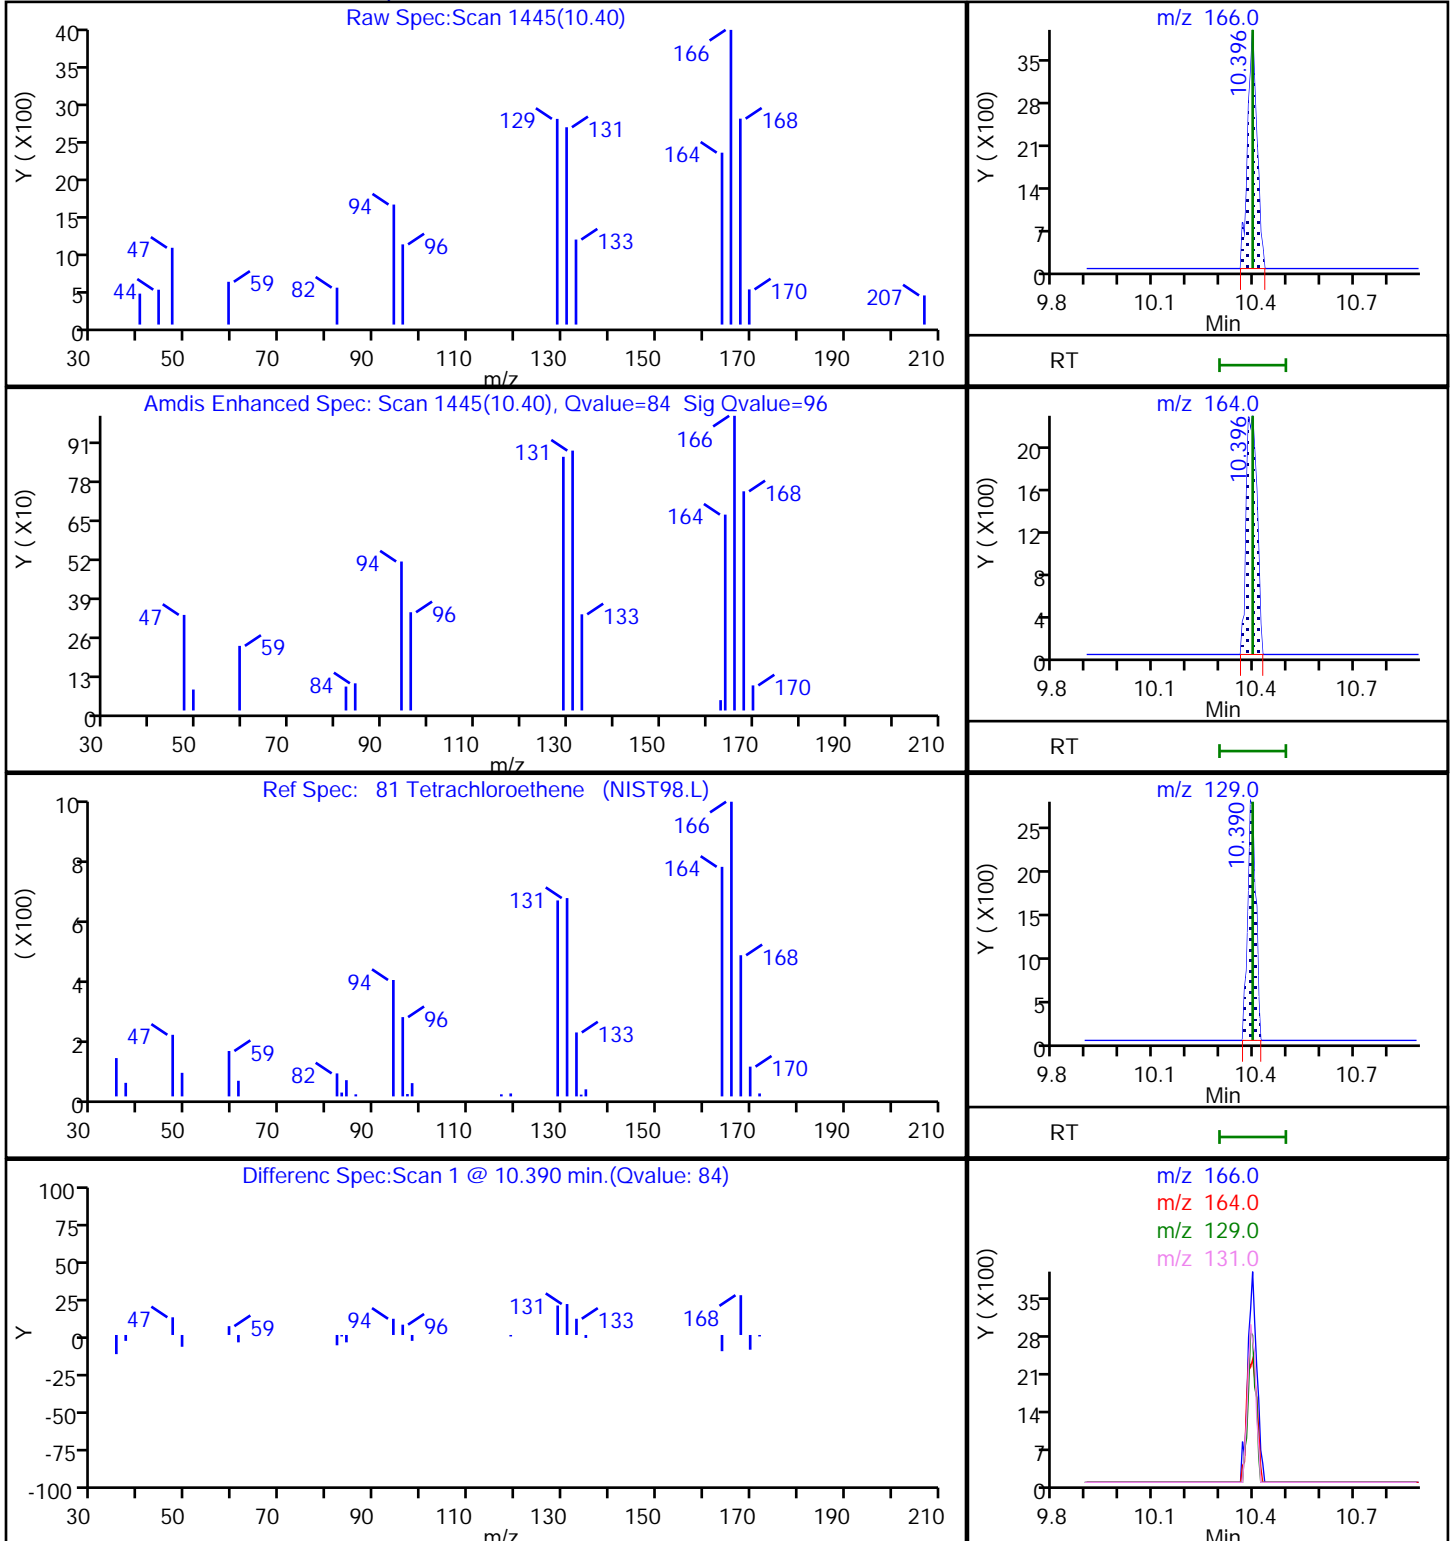 Raw Spec:Scan 1445(10.40)
Y ( X100)
40
35
30
25
20
15
10
5
0
166
129
131
168
164
94
96
133
47
44
59
82
170
207
30 50 70 90 110 130 150 170 190 210
m/z
m/z 166.0
Y ( X100)
35
28
21
14
7
0
10.396
9.8 10.1 10.4 10.7
Min
RT
Amdis Enhanced Spec: Scan 1445(10.40), Qvalue=84 Sig Qvalue=96
Y ( X10)
91
78
65
52
39
26
13
0
166
131
168
164
94
96
133
47
59
84
170
30 50 70 90 110 130 150 170 190 210
m/z
m/z 164.0
Y ( X100)
20
16
12
8
4
0
10.396
9.8 10.1 10.4 10.7
Min
RT
Ref Spec: 81 Tetrachloroethene (NIST98.L)
( X100)
10
8
6
4
2
0
166
164
131
168
94
96
133
47
59
82
170
30 50 70 90 110 130 150 170 190 210
m/z 129.0
Y ( X100)
25
20
15
10
5
0
10.390
9.8 10.1 10.4 10.7
Min
RT
Differenc Spec:Scan 1 @ 10.390 min.(Qvalue: 84)
Y
100
75
50
25
0
-25
-50
-75
-100
47
59
94
96
131
133
168
30 50 70 90 110 130 150 170 190 210
m/z
m/z 166.0
m/z 164.0
m/z 129.0
m/z 131.0
Y ( X100)
35
28
21
14
7
0
9.8 10.1 10.4 10.7
Min